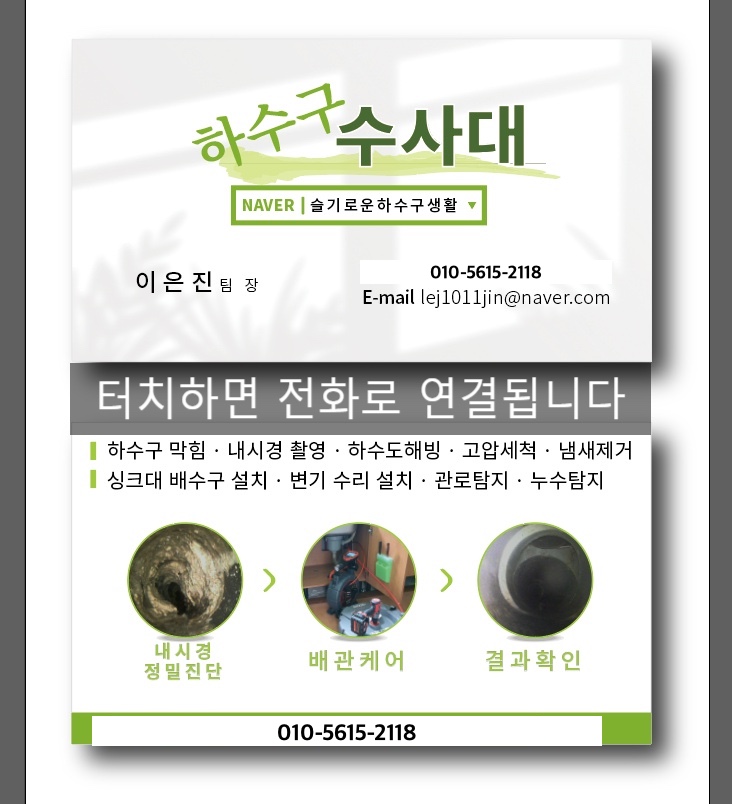 하수구 수사대
NAVER | 슬기로운하수구생활 ▼
이은진 팀 장
010-5615-2118
E-mail lej1011jin@naver.com
터치하면 전화로 연결됩니다
하수구 막힘 · 내시경 촬영 · 하수도해빙 · 고압세척 · 냄새제거
싱크대 배수구 설치 · 변기 수리 설치 · 관로탐지 · 누수탐지
내시경
정밀진단
배관케어
결과확인
010-5615-2118